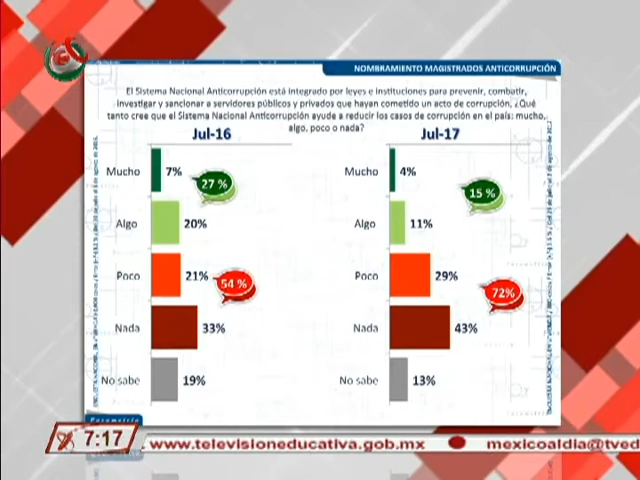 NOMBRAMIENTO MAGISTRADOS ANTICORRUPCIÓN
El Sistema Nacional Anticorrupción está integrado por leyes e instituciones para prevenir, combatir,
investigar y sancionar a servidores públicos y privados que hayan cometido un acto de corrupción, ¿Qué
tanto cree que el Sistema Nacional Anticorrupción ayude a reducir los casos de corrupción en el país: mucho,
algo, poco o nada?
Jul-16
Mucho 7%
27 %
Algo 20%
Poco 21%
54 %
Nada 33%
No sabe 19%
Jul-17
Mucho 4%
15 %
Algo 11%
Poco 29%
72%
Nada 43%
No sabe 13%
Parametría
7:17
www.televisioneducativa.gob.mx
mexicoaldia@tved